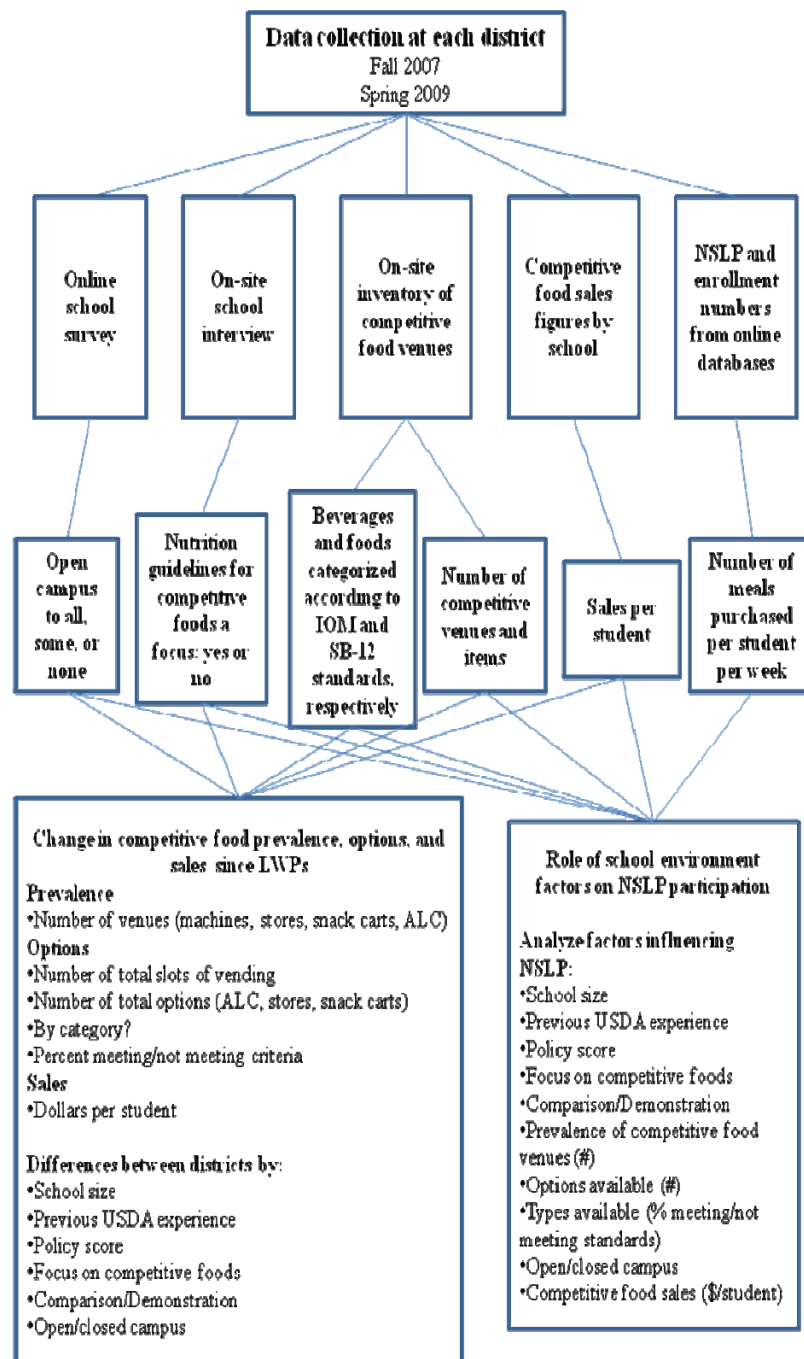 Data collection at each district
Fall 2007
Spring 2009
Online
school
survey
On-site
school
interview
On-site
inventory of
competitive
food venues
Competitive
food sales
figures by
school
NSLP and
enrollment
numbers
from online
databases
Open
campus
to all,
some, or
none
Nutrition
guidelines for
competitive
foods a
focus: yes or
no
Beverages
and foods
categorized
according to
IOM and
SB-12
standards,
respectively
Number of
competitive
venues and
items
Sales per
student
Number of
meals
purchased
per student
per week
Change in competitive food prevalence, options, and
sales since LWPs
Prevalence
•Number of venues (machines, stores, snack carts, ALC)
Options
•Number of total slots of vending
•Number of total options (ALC, stores, snack carts)
•By category?
•Percent meeting/not meeting criteria
Sales
•Dollars per student
Differences between districts by:
•School size
•Previous USDA experience
•Policy score
•Focus on competitive foods
•Comparison/Demonstration
•Open/closed campus
Role of school environment
factors on NSLP participation
Analyze factors influencing
NSLP:
•School size
•Previous USDA experience
•Policy score
•Focus on competitive foods
•Comparison/Demonstration
•Prevalence of competitive food
venues (#)
•Options available (#)
•Types available (% meeting/not
meeting standards)
•Open/closed campus
•Competitive food sales ($/student)